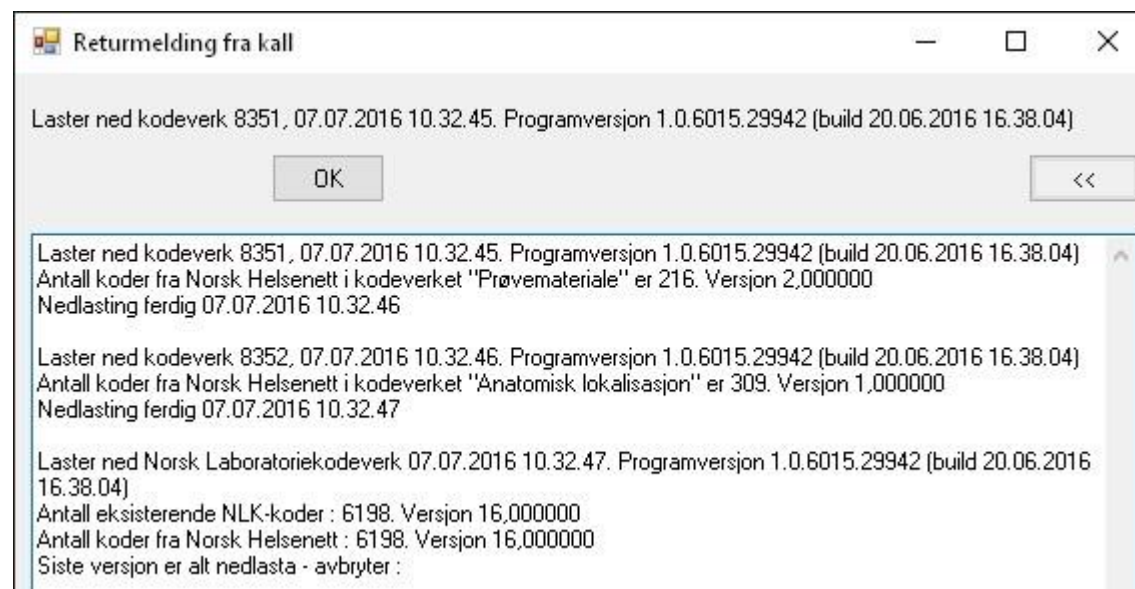 Returmelding fra kall
Laster ned kodeverk 8351, 07.07.2016 10.32.45. Programversjon 1.0.6015.29942 (build 20.06.2016 16.38.04)
OK
<<
Laster ned kodeverk 8351, 07.07.2016 10.32.45. Programversjon 1.0.6015.29942 (build 20.06.2016 16.38.04)
Antall koder fra Norsk Helsenett i kodeverket "Prøvemateriale" er 216. Versjon 2,000000
Nedlasting ferdig 07.07.2016 10.32.46
Laster ned kodeverk 8352, 07.07.2016 10.32.46. Programversjon 1.0.6015.29942 (build 20.06.2016 16.38.04)
Antall koder fra Norsk Helsenett i kodeverket "Anatomisk lokalisasjon" er 309. Versjon 1,000000
Nedlasting ferdig 07.07.2016 10.32.47
Laster ned Norsk Laboratoriekodeverk 07.07.2016 10.32.47. Programversjon 1.0.6015.29942 (build 20.06.2016
16.38.04)
Antall eksisterende NLK-koder : 6198. Versjon 16,000000
Antall koder fra Norsk Helsenett : 6198. Versjon 16,000000
Siste versjon er alt nedlasta - avbryter :